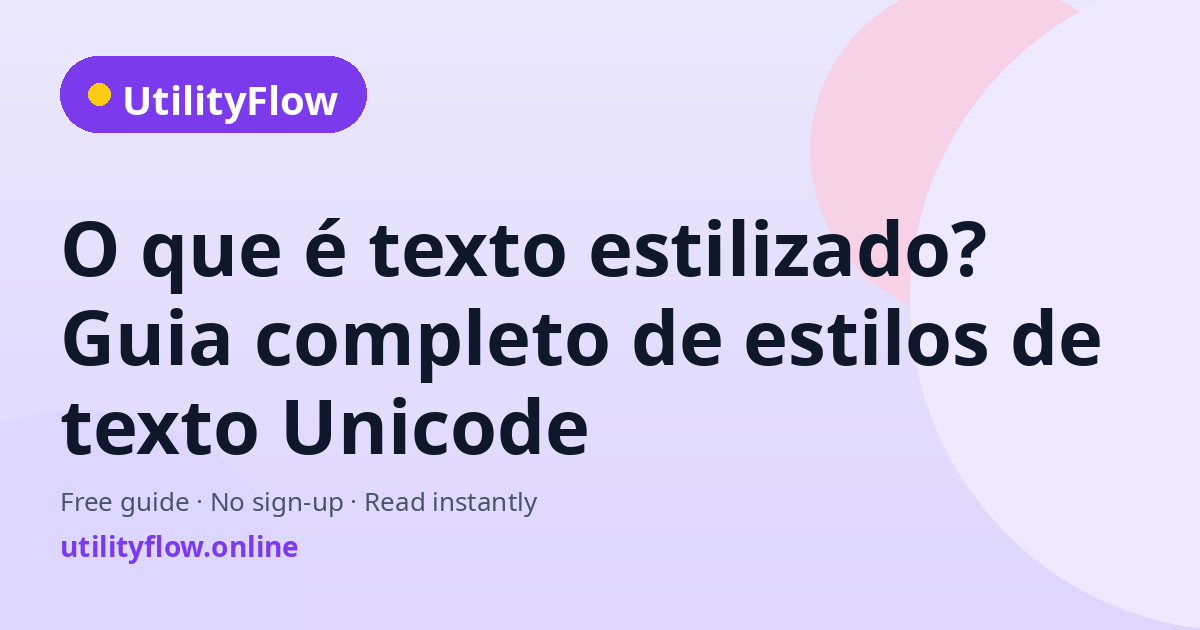 UtilityFlow
O que é texto estilizado?
Guia completo de estilos de
texto Unicode
Free guide · No sign-up · Read instantly
utilityflow.online